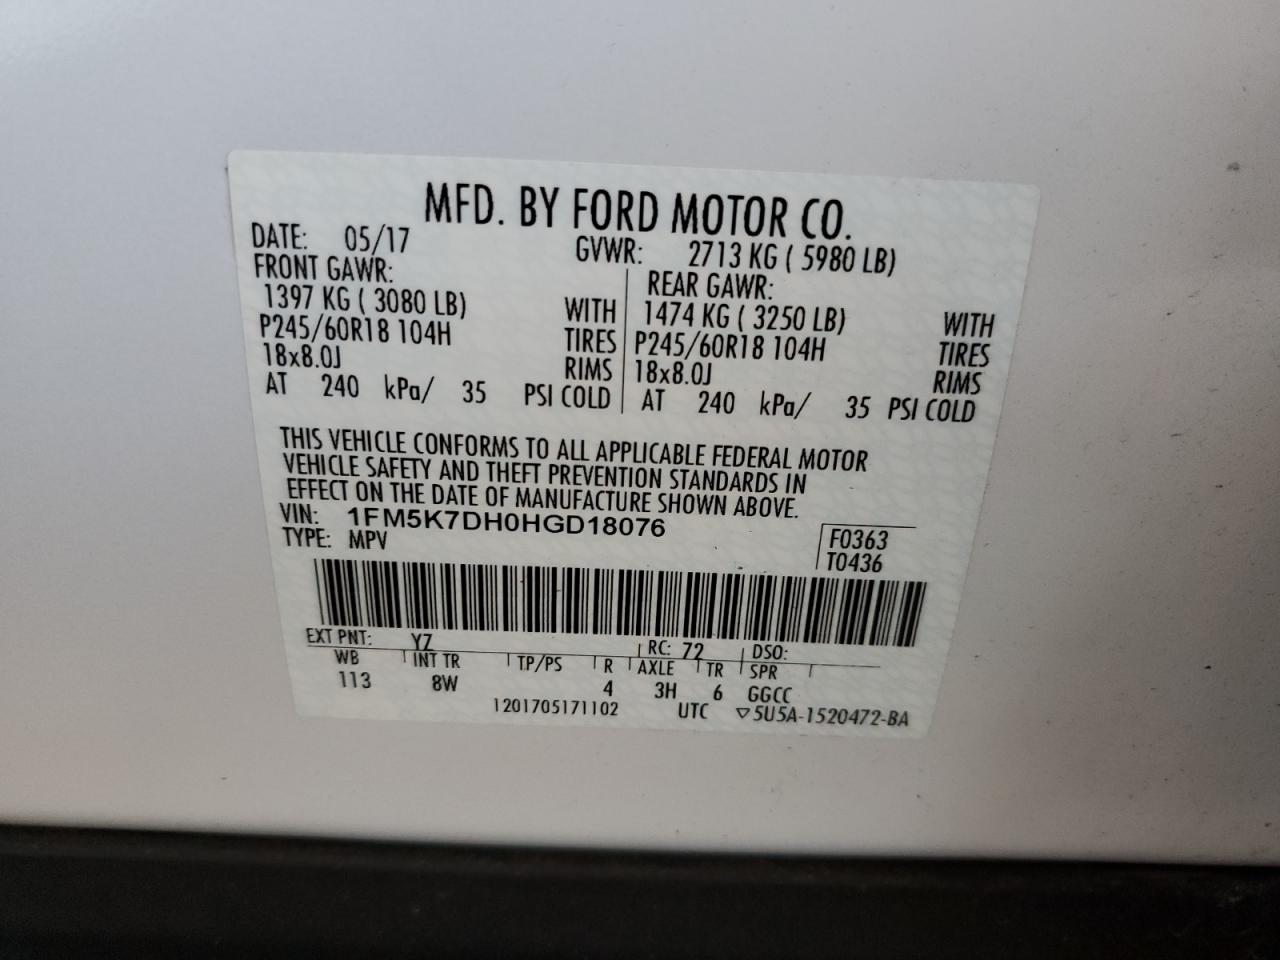 MFD. BY FORD MOTOR CO.
DATE: 05/17 GVWR: 2713 KG ( 5980 LB)
FRONT GAWR: REAR GAWR:
1397 KG ( 3080 LB) WITH 1474 KG ( 3250 LB) WITH
P245/60R18 104H TIRES P245/60R18 104H TIRES
18x8.0J RIMS 18x8.0J RIMS
AT 240 kPa/ 35 PSI COLD AT 240 kPa/ 35 PSI COLD
THIS VEHICLE CONFORMS TO ALL APPLICABLE FEDERAL MOTOR
VEHICLE SAFETY AND THEFT PREVENTION STANDARDS IN
EFFECT ON THE DATE OF MANUFACTURE SHOWN ABOVE.
VIN: 1FM5K7DH0HGD18076 F0363
TYPE: MPV T0436
EXT PNT: YZ RC: 72 DSO:
WB INT TR TP/PS R AXLE TR SPR
113 8W 4 3H 6 GGCC
1201705171102 UTC ▽5U5A-1520472-BA